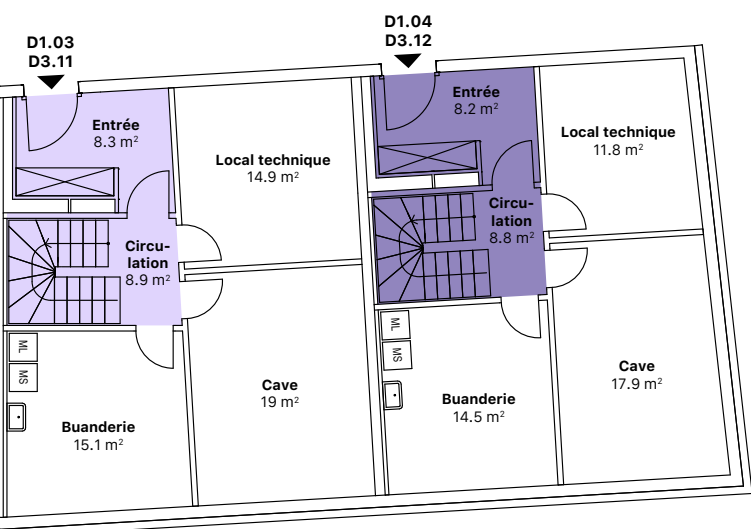 D1.03
D3.11
D1.04
D3.12
Entrée
8.3 m²
Local technique
14.9 m²
Circu-
lation
8.9 m²
ML
MS
Buanderie
15.1 m²
Cave
19 m²
Entrée
8.2 m²
Local technique
11.8 m²
Circu-
lation
8.8 m²
ML
MS
Buanderie
14.5 m²
Cave
17.9 m²